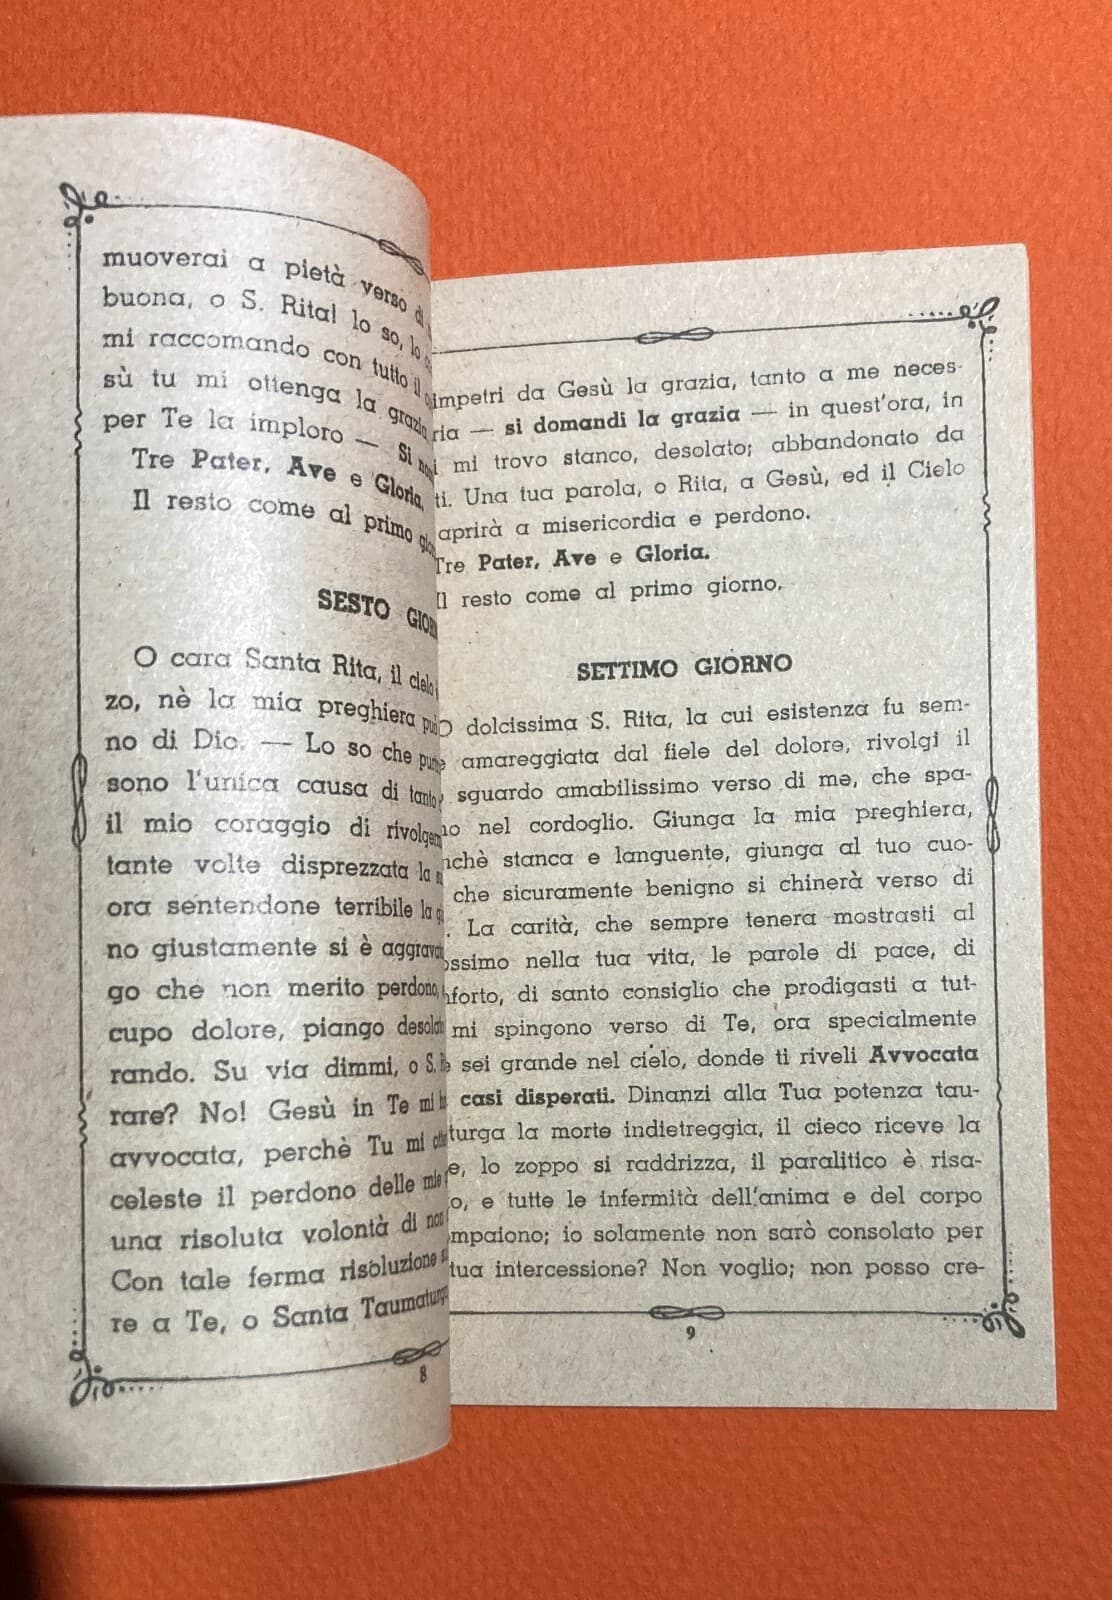 muoverai a pietà verso di
buona, o S. Rita! lo so, lo
mi raccomando con tutto il
sù tu mi ottenga la grazia
per Te la imploro — Si
Tre Pater, Ave e Gloria.
Il resto come al primo
SESTO
O cara Santa Rita, il cielo
zo, nè la mia preghiera
no di Dio. — Lo so che
sono l'unica causa di
il mio coraggio di
tante volte disprezzata la
ora sentendone terribile la
no giustamente si è
go che non merito perdono,
cupo dolore, piango
rando. Su via dimmi, o S.
rare? No! Gesù in Te mi
avvocata, perchè Tu mi
celeste il perdono delle mie
una risoluta volontà di non
Con tale ferma risoluzione
re a Te, o Santa
8
impetri da Gesù la grazia, tanto a me neces-
ria — si domandi la grazia — in quest'ora, in
i mi trovo stanco, desolato; abbandonato da
ti. Una tua parola, o Rita, a Gesù, ed il Cielo
aprirà a misericordia e perdono.
Tre Pater, Ave e Gloria.
Il resto come al primo giorno.
SETTIMO GIORNO
O dolcissima S. Rita, la cui esistenza fu sem-
amareggiata dal fiele del dolore, rivolgi il
sguardo amabilissimo verso di me, che spa-
no nel cordoglio. Giunga la mia preghiera,
nchè stanca e languente, giunga al tuo cuo-
che sicuramente benigno si chinerà verso di
. La carità, che sempre tenera mostrasti al
ossimo nella tua vita, le parole di pace, di
nforto, di santo consiglio che prodigasti a tut-
mi spingono verso di Te, ora specialmente
e sei grande nel cielo, donde ti riveli Avvocata
casi disperati. Dinanzi alla Tua potenza tau-
turga la morte indietreggia, il cieco riceve la
e, lo zoppo si raddrizza, il paralitico è risa-
o, e tutte le infermità dell'anima e del corpo
mpaiono; io solamente non sarò consolato per
tua intercessione? Non voglio; non posso cre-
9